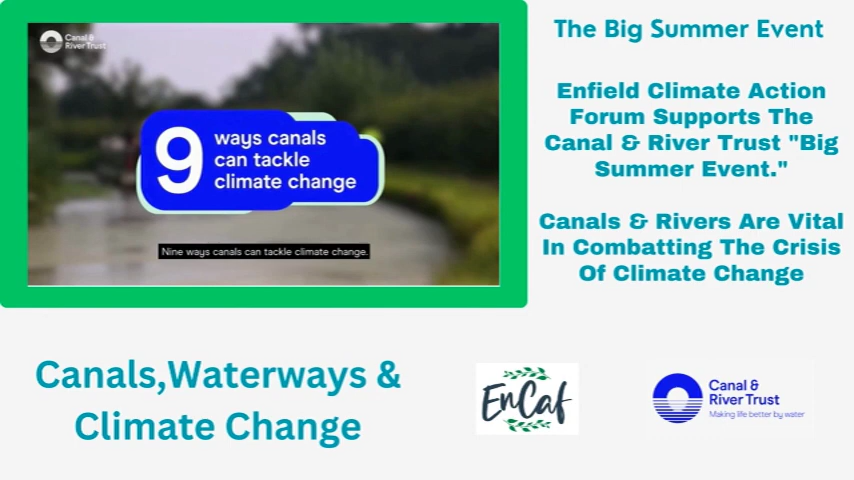 Canal &
River Trust
9
ways canals
can tackle
climate change
Nine ways canals can tackle climate change.
The Big Summer Event
Enfield Climate Action
Forum Supports The
Canal & River Trust "Big
Summer Event."
Canals & Rivers Are Vital
In Combatting The Crisis
Of Climate Change
Canals,Waterways &
Climate Change
EnCaf
Canal &
River Trust
Making life better by water